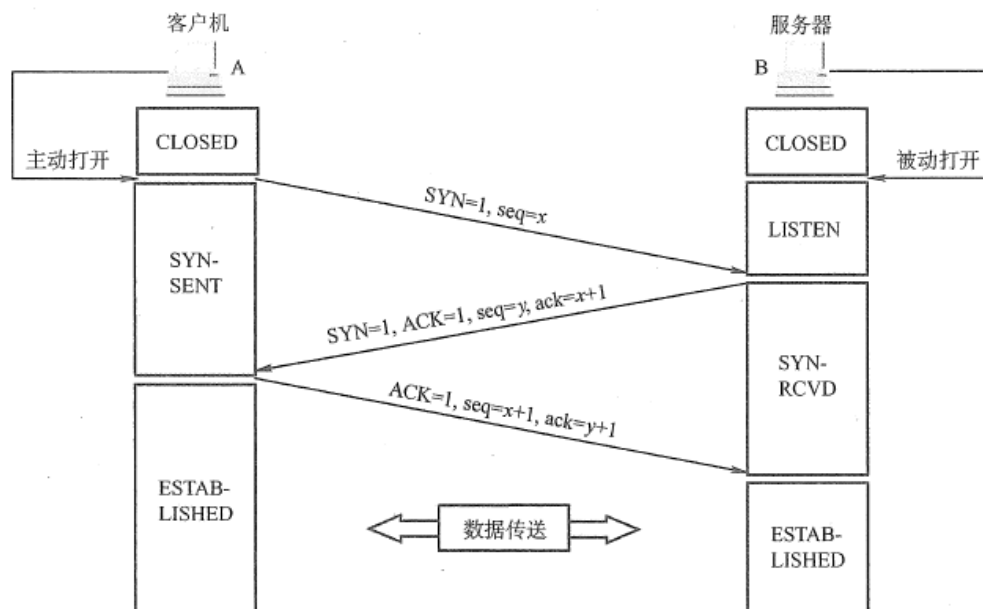 客户机
服务器
A
B
CLOSED
CLOSED
主动打开
被动打开
SYN=1, seq=x
LISTEN
SYN-
SENT
SYN=1, ACK=1, seq=y, ack=x+1
SYN-
RCVD
ACK=1, seq=x+1, ack=y+1
ESTAB-
LISHED
数据传送
ESTAB-
LISHED